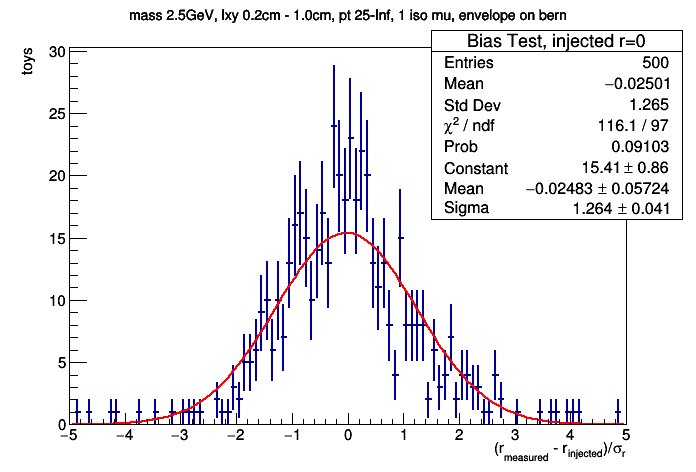 mass 2.5GeV, lxy 0.2cm - 1.0cm, pt 25-Inf, 1 iso mu, envelope on bern
toys
Bias Test, injected r=0
Entries 500
Mean −0.02501
Std Dev 1.265
χ² / ndf 116.1 / 97
Prob 0.09103
Constant 15.41 ± 0.86
Mean −0.02483 ± 0.05724
Sigma 1.264 ± 0.041
30
25
20
15
10
5
0
−5 −4 −3 −2 −1 0 1 2 3 4 5
(r_measured - r_injected)/σ_r